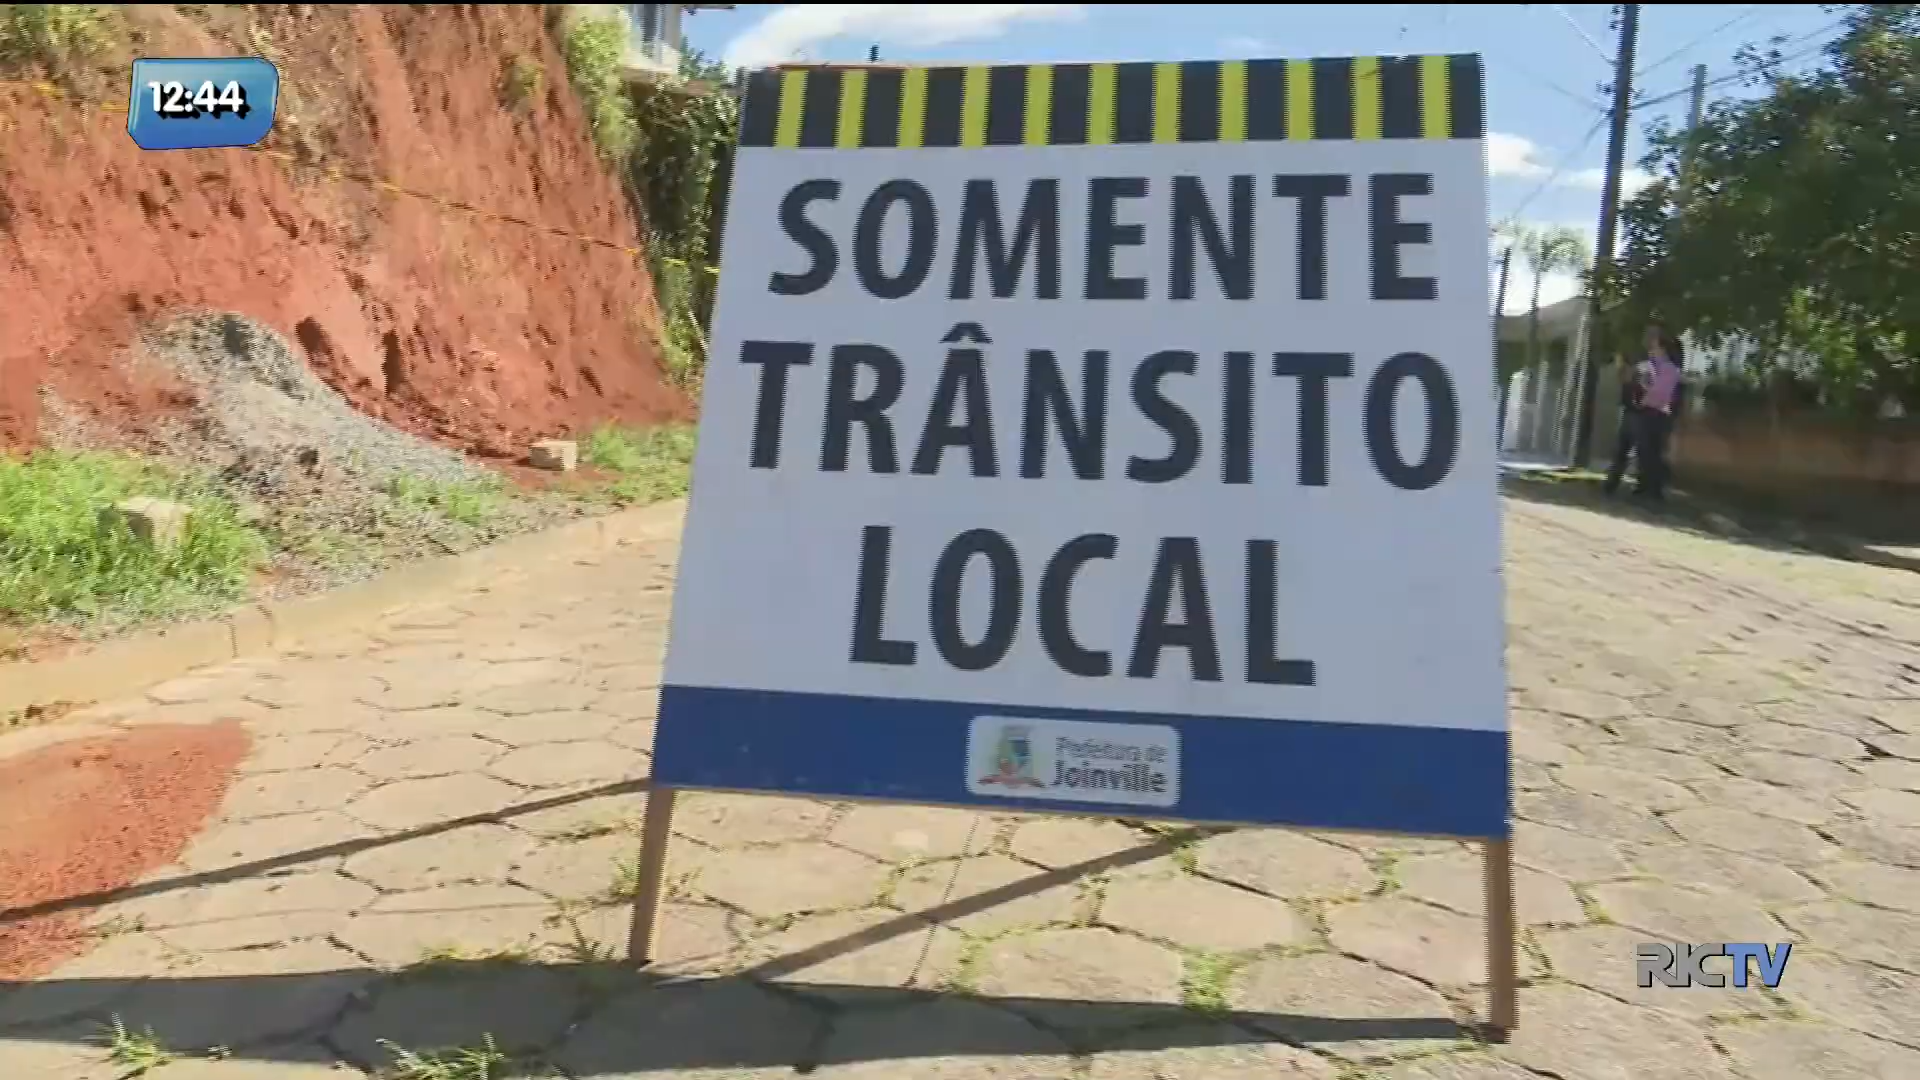 12:44
SOMENTE
TRÂNSITO
LOCAL
Prefeitura de
Joinville
RICTV